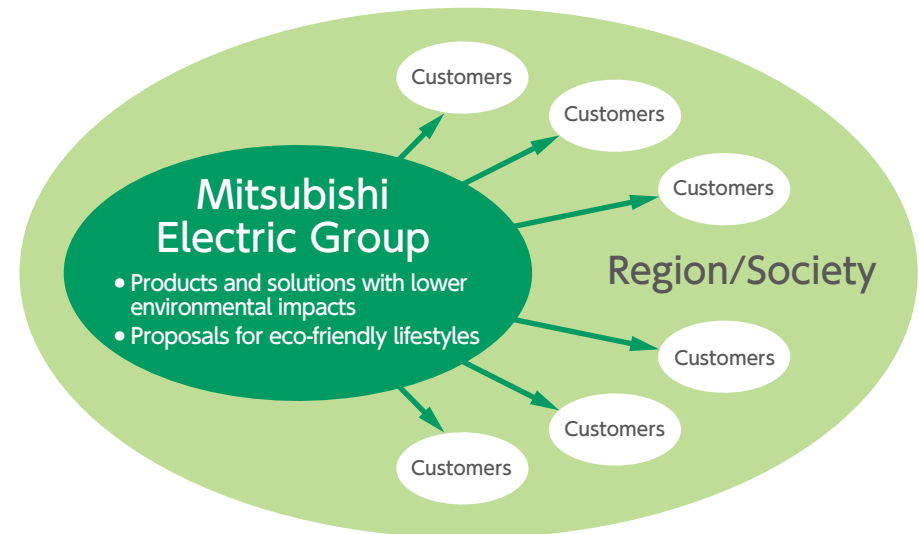 Customers
Customers
Mitsubishi
Electric Group
Customers
• Products and solutions with lower
environmental impacts
• Proposals for eco-friendly lifestyles
Region/Society
Customers
Customers
Customers